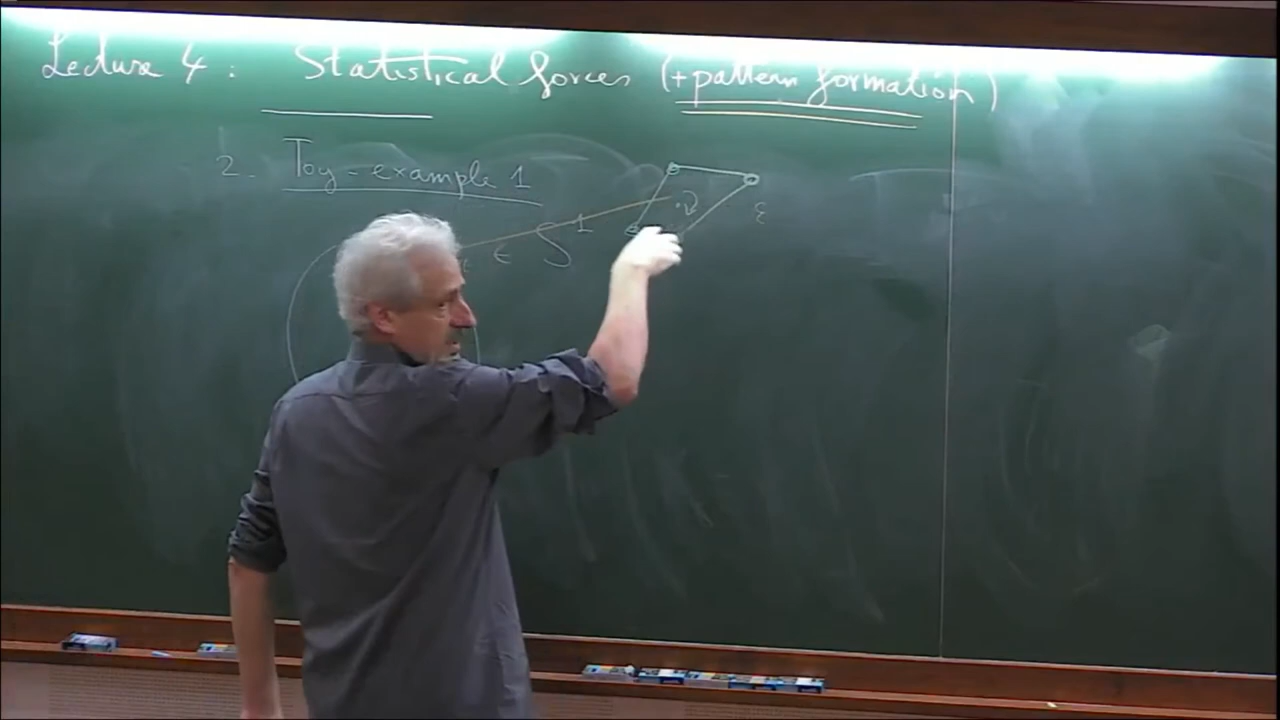 Lecture 4 : Statistical forces (+ pattern formation)
2. Toy-example 1
∈ S¹
ε